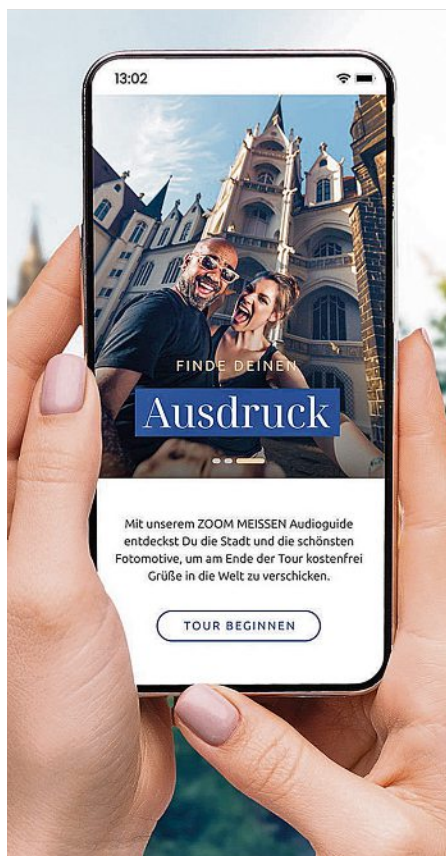 13:02
FINDE DEINEN
Ausdruck
Mit unserem ZOOM MEISSEN Audioguide
entdeckst Du die Stadt und die schönsten
Fotomotive, um am Ende der Tour kostenfrei
Grüße in die Welt zu verschicken.
TOUR BEGINNEN